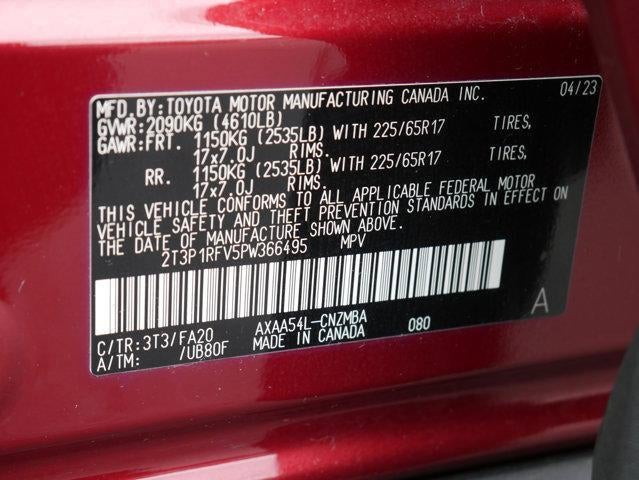 MFD. BY: TOYOTA MOTOR MANUFACTURING CANADA INC. 04/23
GVWR: 2090KG (4610LB)
GAWR: FRT. 1150KG (2535LB) WITH 225/65R17 TIRES,
17x7.0J RIMS.
RR. 1150KG (2535LB) WITH 225/65R17 TIRES,
17x7.0J RIMS.
THIS VEHICLE CONFORMS TO ALL APPLICABLE FEDERAL MOTOR
VEHICLE SAFETY AND THEFT PREVENTION STANDARDS IN EFFECT ON
THE DATE OF MANUFACTURE SHOWN ABOVE.
2T3P1RFV5PW366495 MPV
A
C/TR: 3T3/FA20 AXAA54L-CNZMBA 080
A/TM: /UB80F MADE IN CANADA